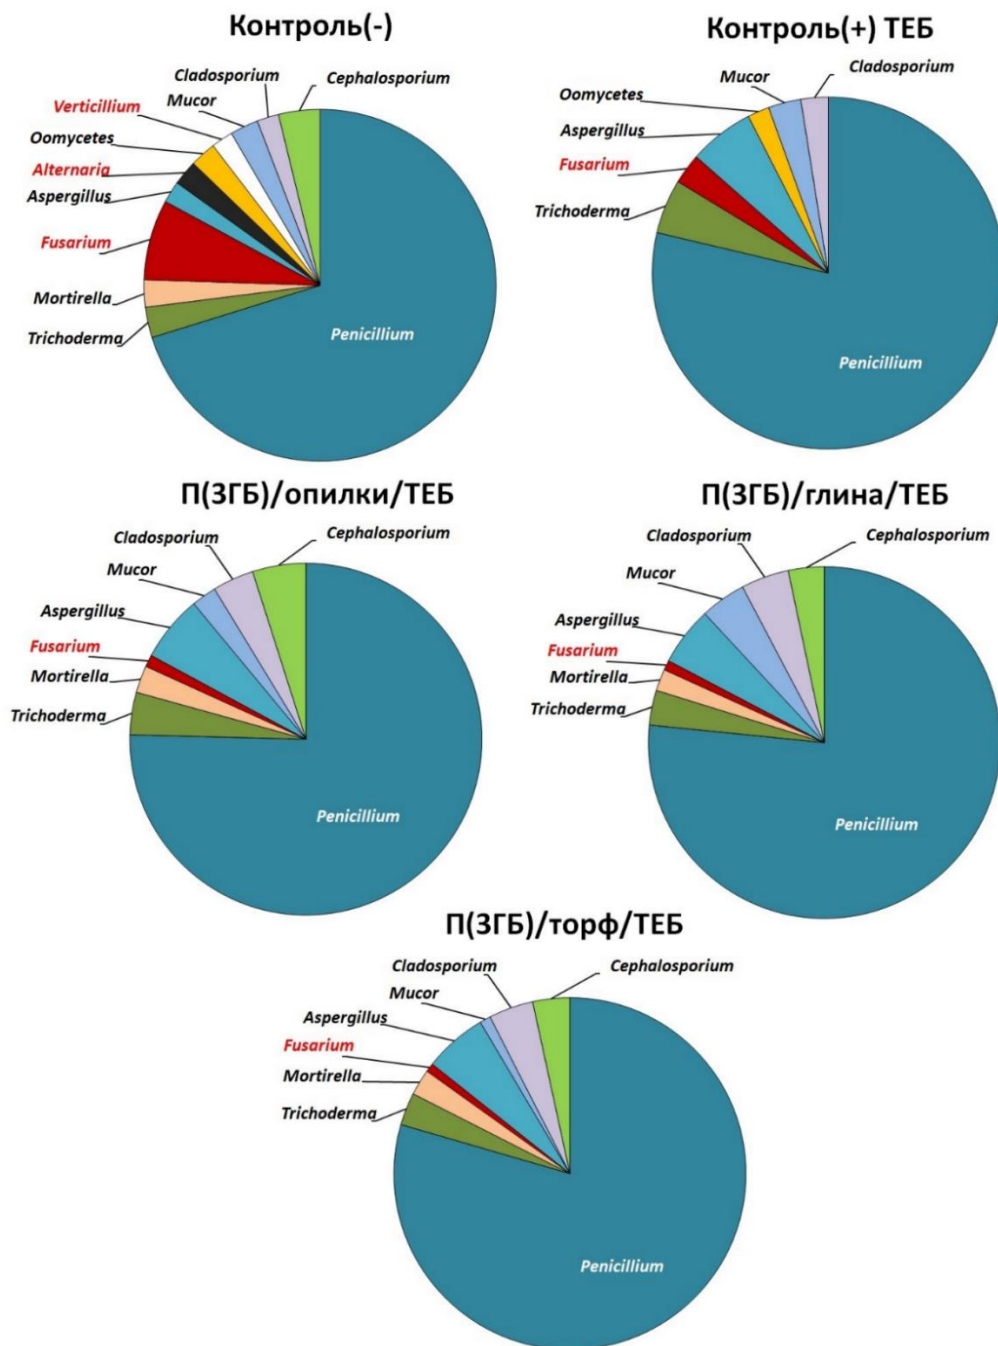 Контроль(-)
Cladosporium
Cephalosporium
Mucor
Verticillium
Oomycetes
Alternaria
Aspergillus
Fusarium
Mortirella
Trichoderma
Penicillium
Контроль(+) ТЕБ
Cladosporium
Mucor
Oomycetes
Aspergillus
Fusarium
Trichoderma
Penicillium
П(3ГБ)/опилки/ТЕБ
Cladosporium
Cephalosporium
Mucor
Aspergillus
Fusarium
Mortirella
Trichoderma
Penicillium
П(3ГБ)/глина/ТЕБ
Cladosporium
Cephalosporium
Mucor
Aspergillus
Fusarium
Mortirella
Trichoderma
Penicillium
П(3ГБ)/торф/ТЕБ
Cladosporium
Cephalosporium
Mucor
Aspergillus
Fusarium
Mortirella
Trichoderma
Penicillium